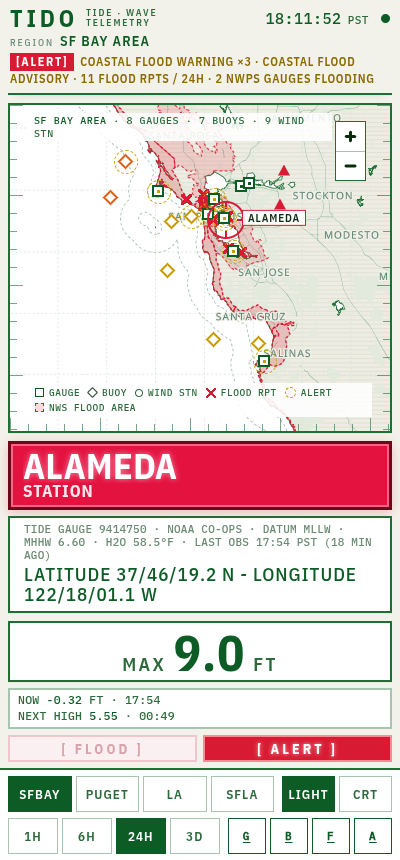 TIDO TIDE · WAVE TELEMETRY
18:11:52 PST
REGION SF BAY AREA
[ALERT] COASTAL FLOOD WARNING ×3 · COASTAL FLOOD
ADVISORY · 11 FLOOD RPTS / 24H · 2 NWPS GAUGES FLOODING
SF BAY AREA · 8 GAUGES · 7 BUOYS · 9 WIND
STN
STOCKTON
ALAMEDA
MODESTO
SAN JOSE
SANTA CRUZ
SALINAS
GAUGE BUOY WIND STN FLOOD RPT ALERT
NWS FLOOD AREA
+
−
ALAMEDA
STATION
TIDE GAUGE 9414750 · NOAA CO-OPS · DATUM MLLW ·
MHHW 6.60 · H2O 58.5°F · LAST OBS 17:54 PST (18 MIN
AGO)
LATITUDE 37/46/19.2 N - LONGITUDE
122/18/01.1 W
MAX 9.0 FT
NOW -0.32 FT · 17:54
NEXT HIGH 5.55 · 00:49
[ FLOOD ] [ ALERT ]
SFBAY PUGET LA SFLA LIGHT CRT
1H 6H 24H 3D G B F A